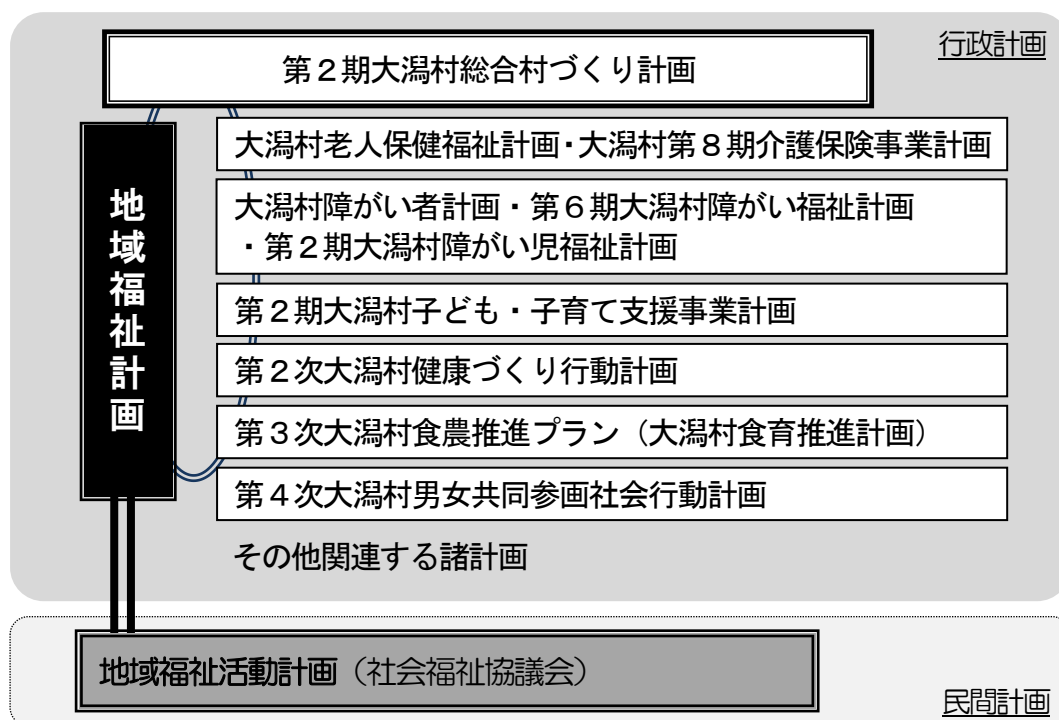 行政計画
第２期大潟村総合村づくり計画
地域福祉計画
大潟村老人保健福祉計画・大潟村第８期介護保険事業計画
大潟村障がい者計画・第６期大潟村障がい福祉計画
・第２期大潟村障がい児福祉計画
第２期大潟村子ども・子育て支援事業計画
第２次大潟村健康づくり行動計画
第３次大潟村食農推進プラン（大潟村食育推進計画）
第４次大潟村男女共同参画社会行動計画
その他関連する諸計画
地域福祉活動計画（社会福祉協議会）
民間計画